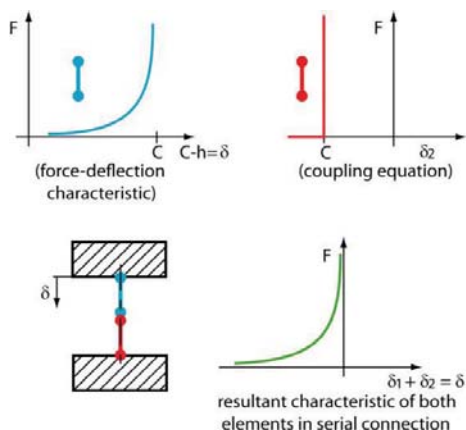 F
C
C-h=δ
(force-deflection
characteristic)
F
C
δ2
(coupling equation)
δ
F
δ1 + δ2 = δ
resultant characteristic of both
elements in serial connection